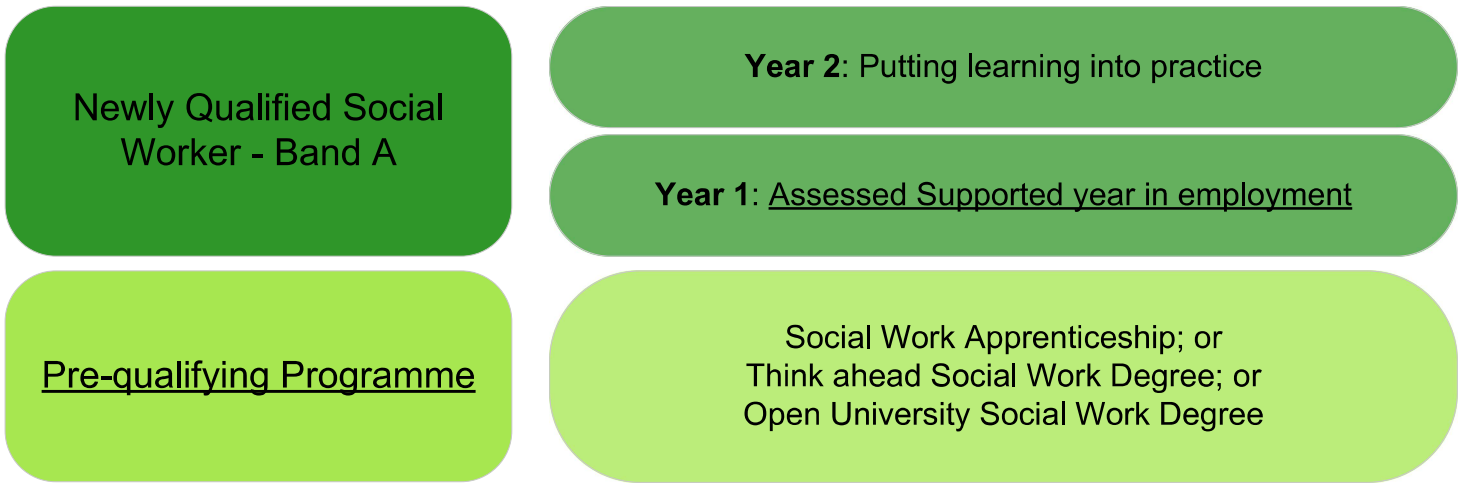 Newly Qualified Social
Worker - Band A
Year 2: Putting learning into practice
Year 1: Assessed Supported year in employment
Pre-qualifying Programme
Social Work Apprenticeship; or
Think ahead Social Work Degree; or
Open University Social Work Degree